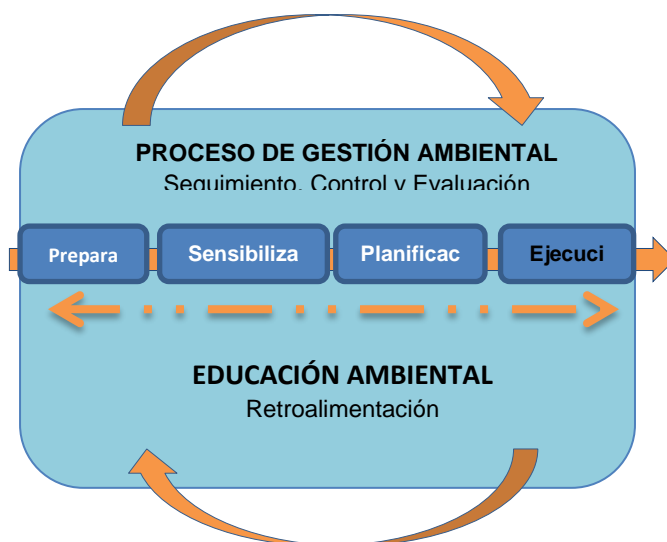 PROCESO DE GESTIÓN AMBIENTAL
Seguimiento, Control y Evaluación
Prepara
Sensibiliza
Planificac
Ejecuci
EDUCACIÓN AMBIENTAL
Retroalimentación